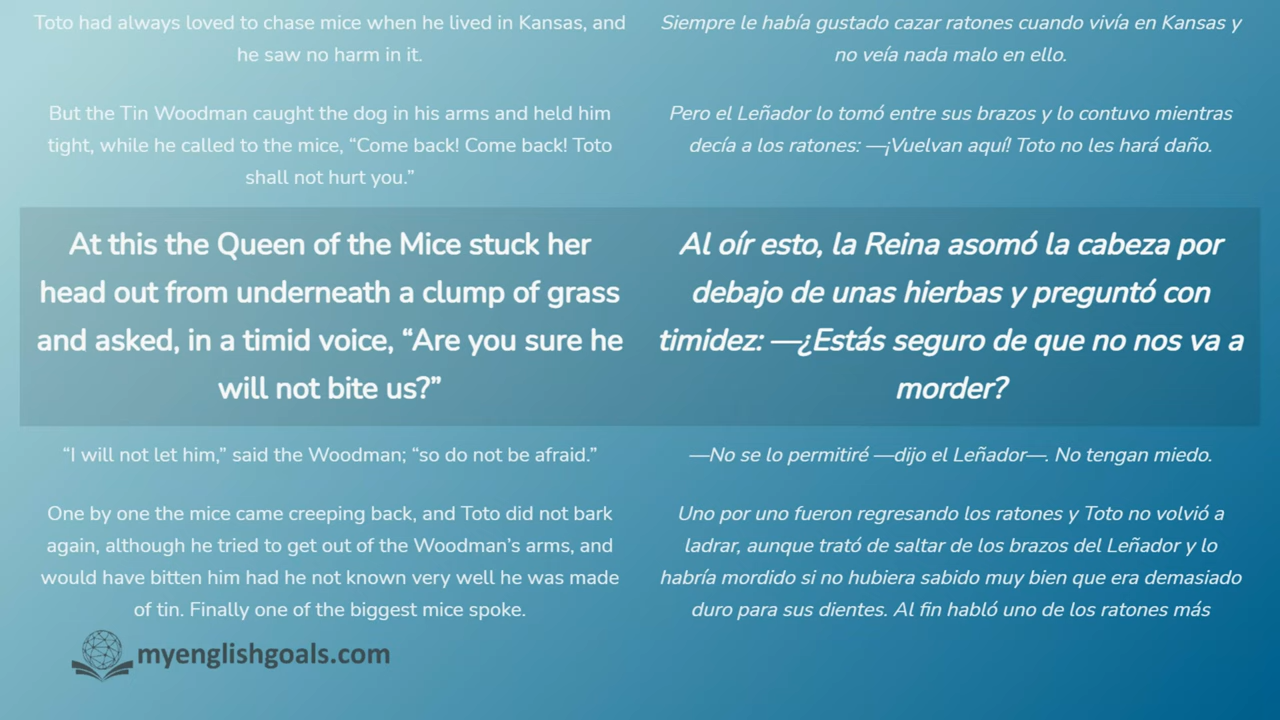 Toto had always loved to chase mice when he lived in Kansas, and
he saw no harm in it.
But the Tin Woodman caught the dog in his arms and held him
tight, while he called to the mice, “Come back! Come back! Toto
shall not hurt you.”
At this the Queen of the Mice stuck her
head out from underneath a clump of grass
and asked, in a timid voice, “Are you sure he
will not bite us?”
“I will not let him,” said the Woodman; “so do not be afraid.”
One by one the mice came creeping back, and Toto did not bark
again, although he tried to get out of the Woodman’s arms, and
would have bitten him had he not known very well he was made
of tin. Finally one of the biggest mice spoke.
Siempre le había gustado cazar ratones cuando vivía en Kansas y
no veía nada malo en ello.
Pero el Leñador lo tomó entre sus brazos y lo contuvo mientras
decía a los ratones: —¡Vuelvan aquí! Toto no les hará daño.
Al oír esto, la Reina asomó la cabeza por
debajo de unas hierbas y preguntó con
timidez: —¿Estás seguro de que no nos va a
morder?
—No se lo permitiré —dijo el Leñador—. No tengan miedo.
Uno por uno fueron regresando los ratones y Toto no volvió a
ladrar, aunque trató de saltar de los brazos del Leñador y lo
habría mordido si no hubiera sabido muy bien que era demasiado
duro para sus dientes. Al fin habló uno de los ratones más
myenglishgoals.com